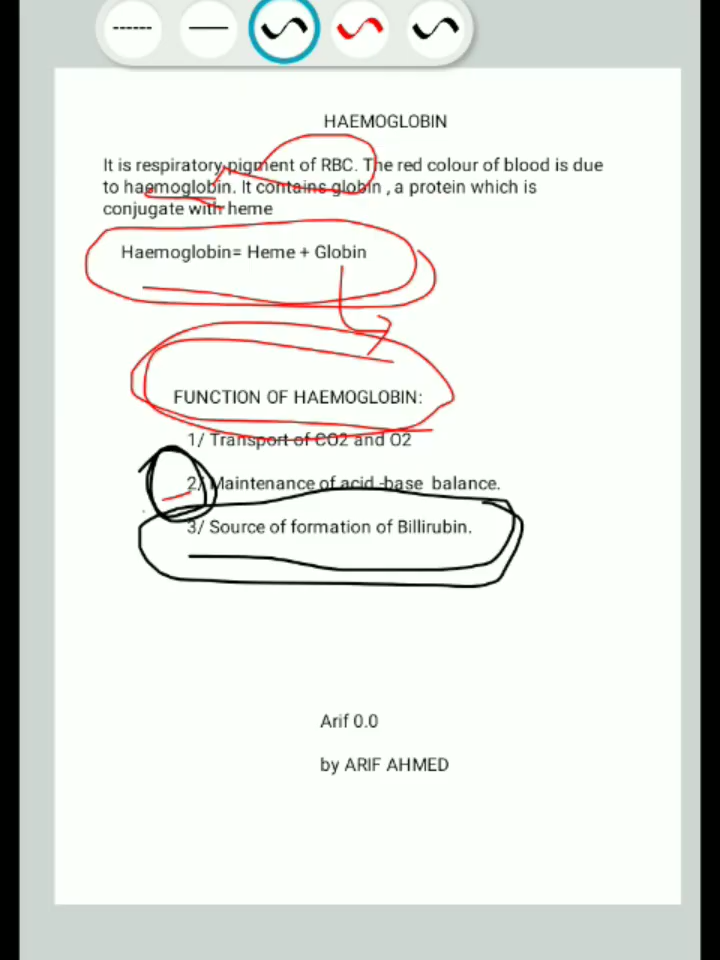 HAEMOGLOBIN
It is respiratory pigment of RBC. The red colour of blood is due
to haemoglobin. It contains globin , a protein which is
conjugate with heme
Haemoglobin= Heme + Globin
FUNCTION OF HAEMOGLOBIN:
1/ Transport of CO2 and O2
2/ Maintenance of acid -base balance.
3/ Source of formation of Billirubin.
Arif 0.0
by ARIF AHMED